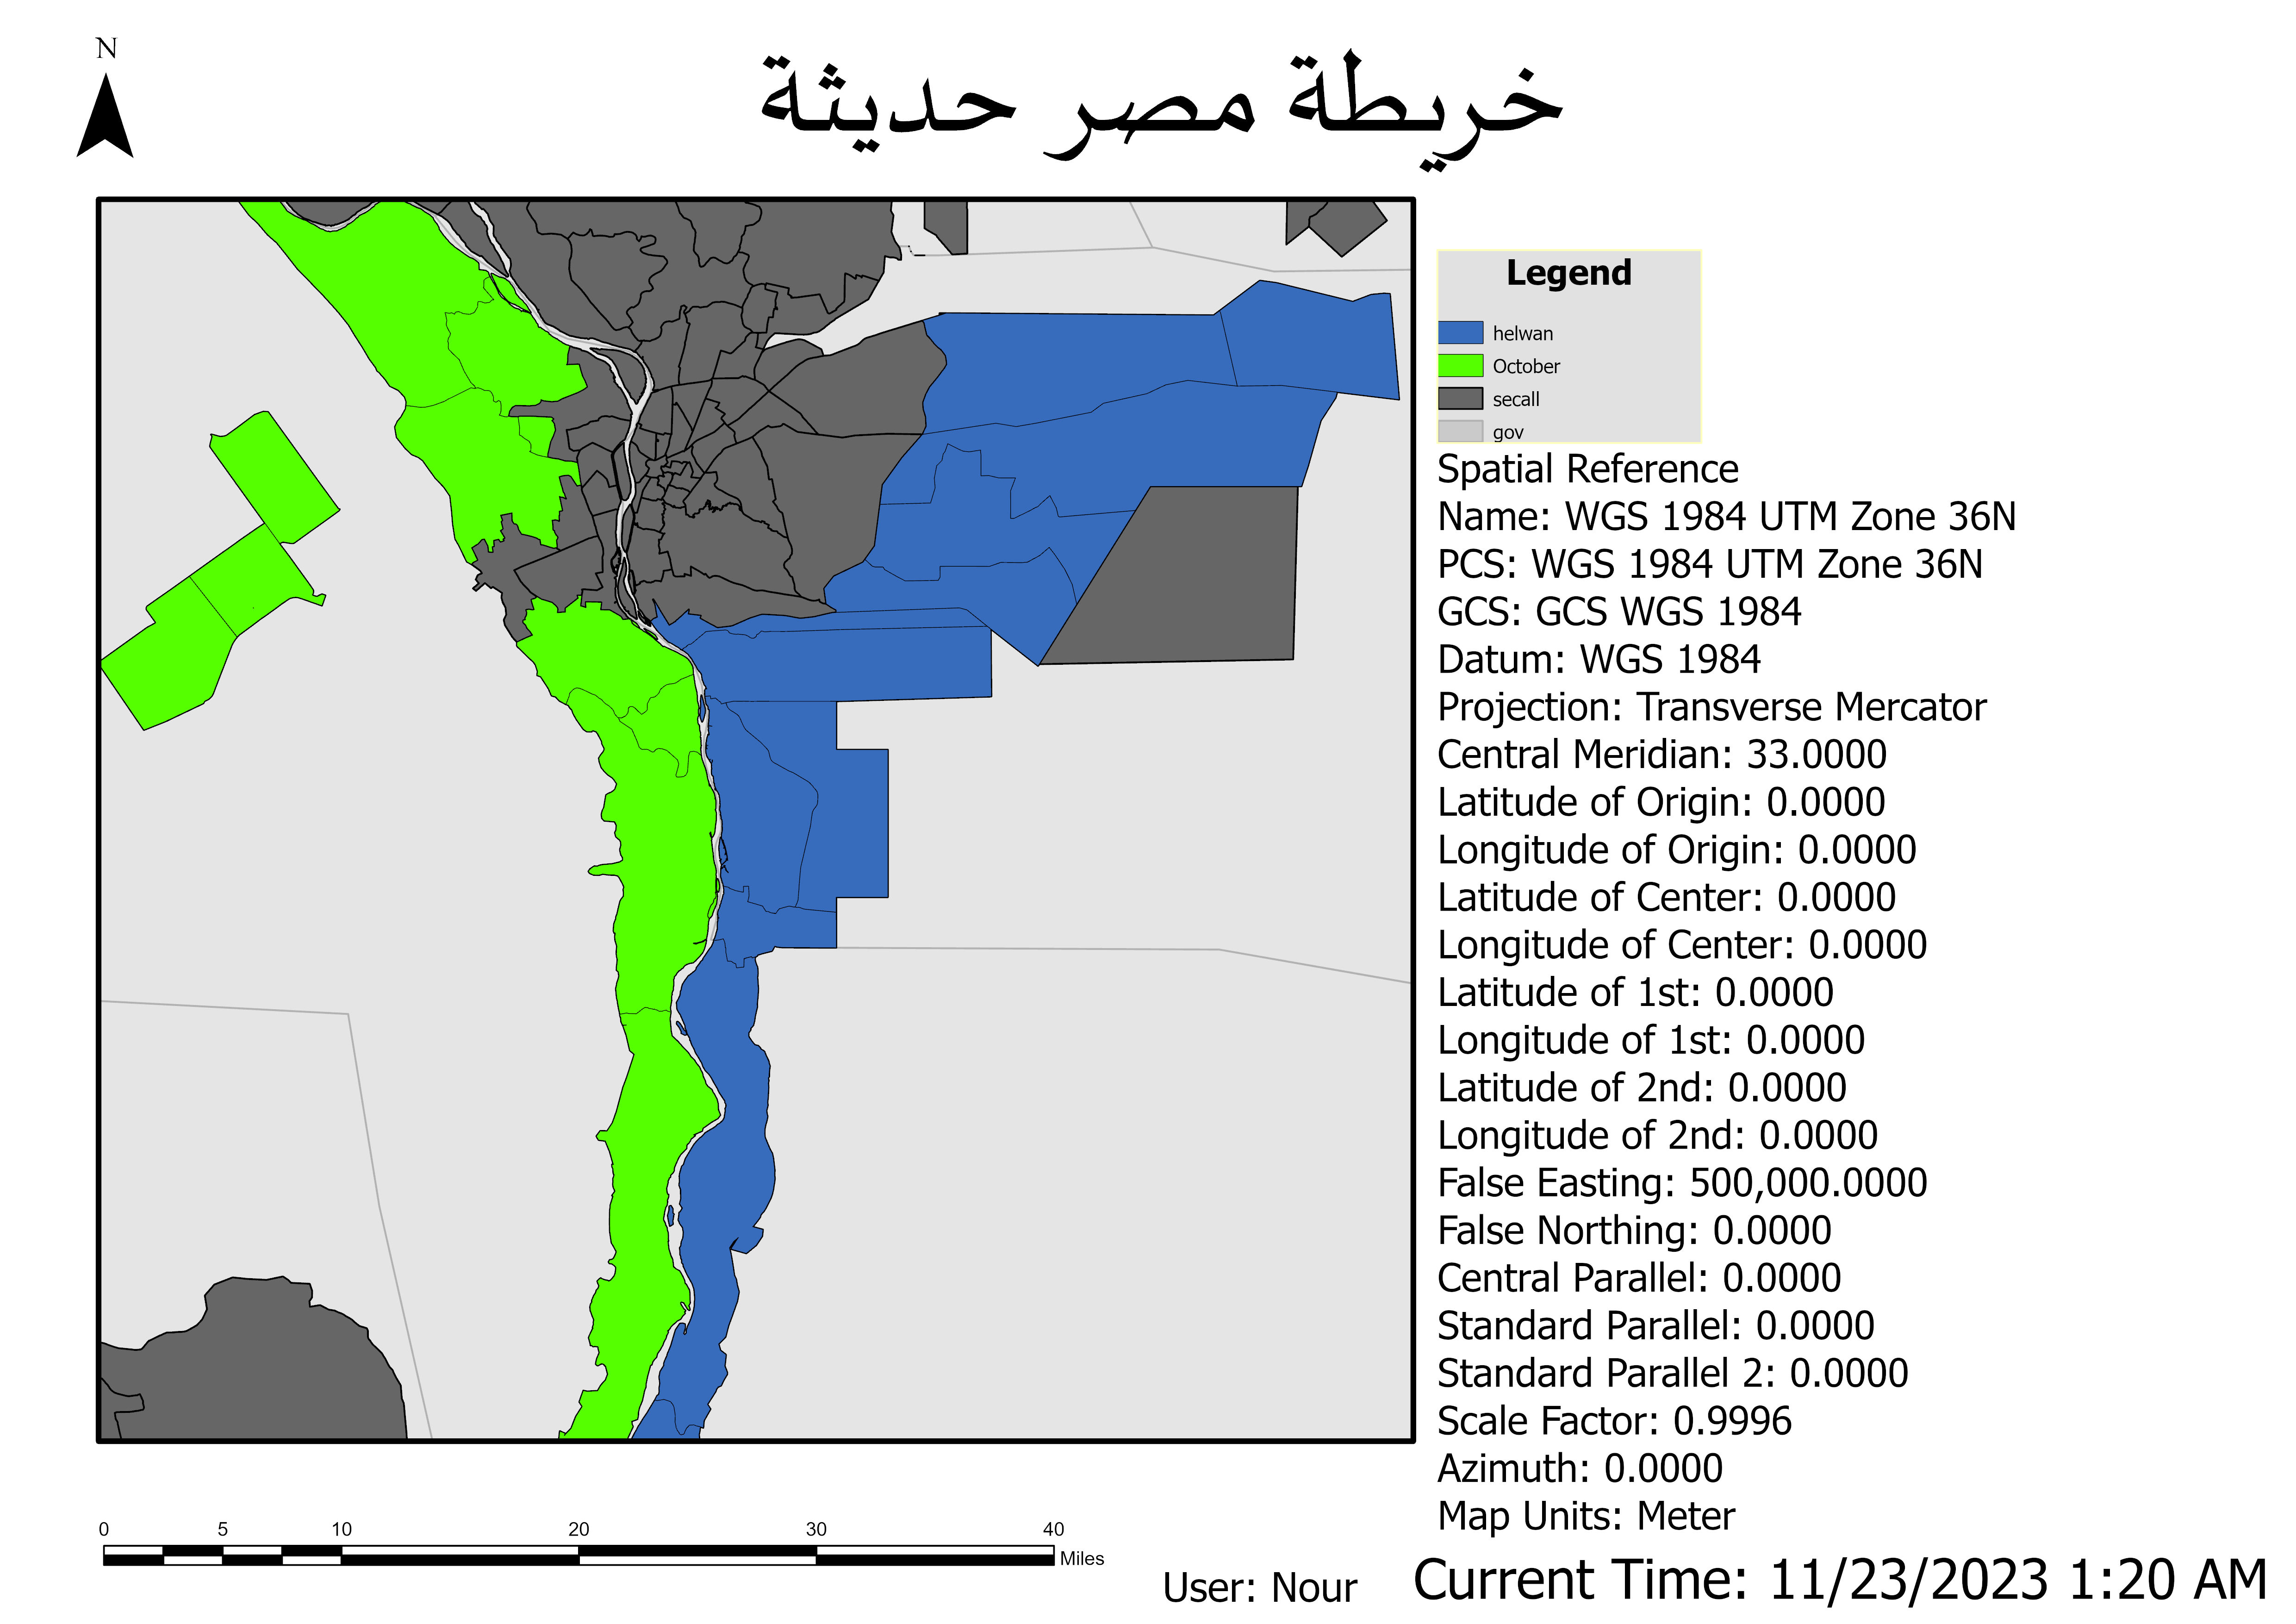 N
خريطة مصر حديثة
Legend
helwan
October
secall
gov
Spatial Reference
Name: WGS 1984 UTM Zone 36N
PCS: WGS 1984 UTM Zone 36N
GCS: GCS WGS 1984
Datum: WGS 1984
Projection: Transverse Mercator
Central Meridian: 33.0000
Latitude of Origin: 0.0000
Longitude of Origin: 0.0000
Latitude of Center: 0.0000
Longitude of Center: 0.0000
Latitude of 1st: 0.0000
Longitude of 1st: 0.0000
Latitude of 2nd: 0.0000
Longitude of 2nd: 0.0000
False Easting: 500,000.0000
False Northing: 0.0000
Central Parallel: 0.0000
Standard Parallel: 0.0000
Standard Parallel 2: 0.0000
Scale Factor: 0.9996
Azimuth: 0.0000
Map Units: Meter
0 5 10 20 30 40
Miles
User: Nour
Current Time: 11/23/2023 1:20 AM